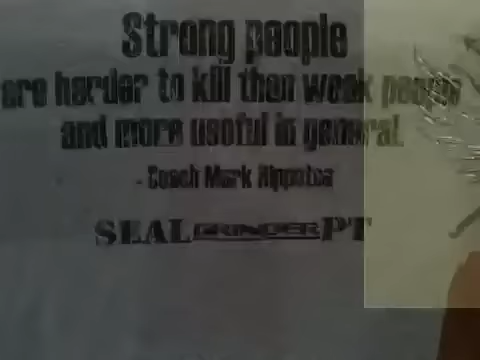 Strong people
are harder to kill than weak people
and more useful in general.
- Coach Mark Rippetoe
SEAL GRINDER PT